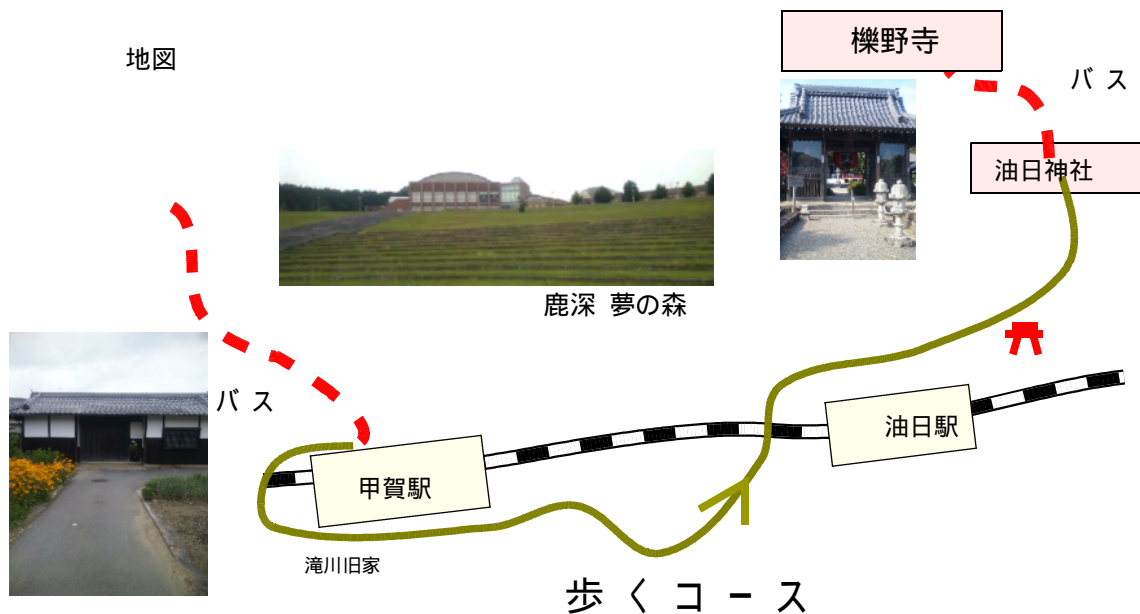 櫟野寺
地図
バス
油日神社
鹿深 夢の森
バス
油日駅
甲賀駅
滝川旧家
歩くコース